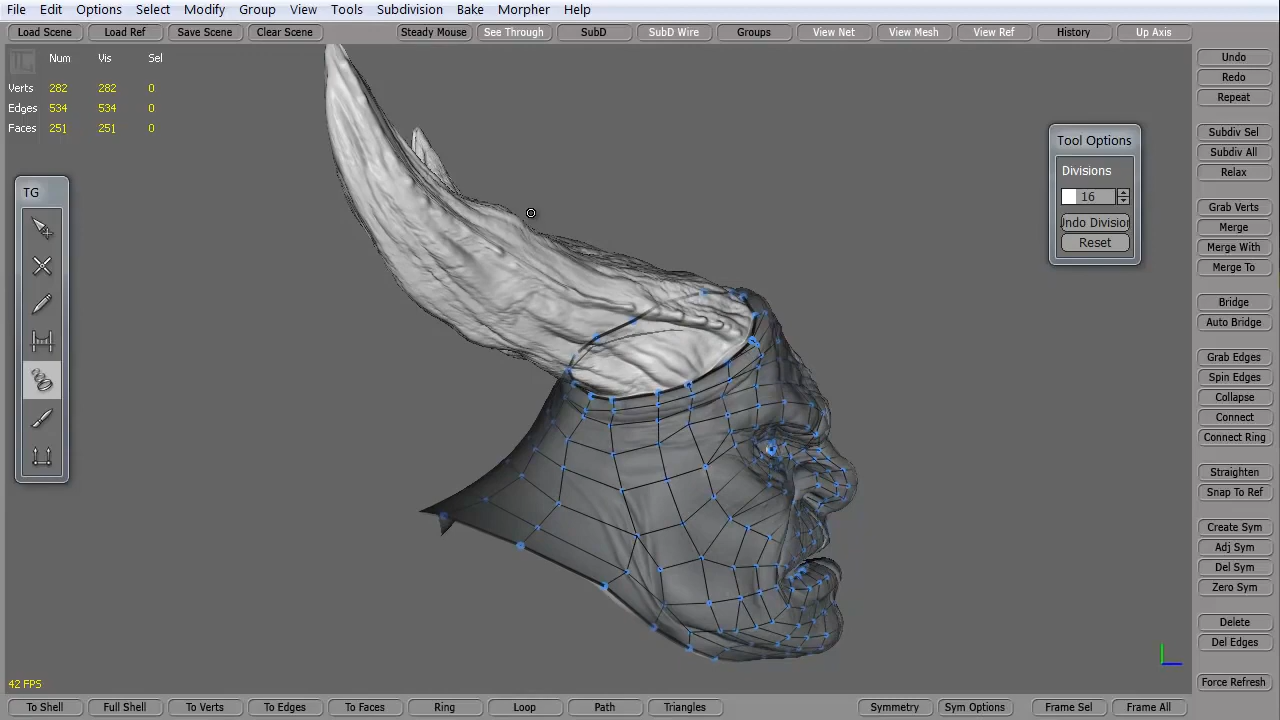 File Edit Options Select Modify Group View Tools Subdivision Bake Morpher Help
Load Scene Load Ref Save Scene Clear Scene Steady Mouse See Through SubD SubD Wire Groups View Net View Mesh View Ref History Up Axis
Num Vis Sel
Verts 282 282 0
Edges 534 534 0
Faces 251 251 0
TG
Tool Options
Divisions
16
Undo Division
Reset
Undo
Redo
Repeat
Subdiv Sel
Subdiv All
Relax
Grab Verts
Merge
Merge With
Merge To
Bridge
Auto Bridge
Grab Edges
Spin Edges
Collapse
Connect
Connect Ring
Straighten
Snap To Ref
Create Sym
Adj Sym
Del Sym
Zero Sym
Delete
Del Edges
Force Refresh
42 FPS
To Shell Full Shell To Verts To Edges To Faces Ring Loop Path Triangles Symmetry Sym Options Frame Sel Frame All